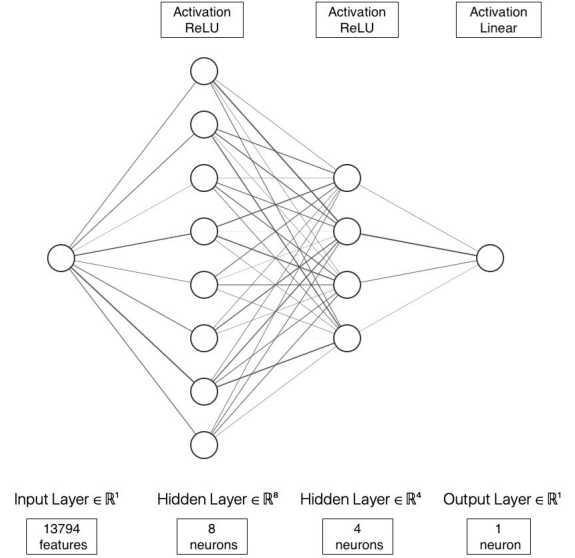 Activation
ReLU
Activation
ReLU
Activation
Linear
Input Layer ∈ ℝ¹
Hidden Layer ∈ ℝ⁸
Hidden Layer ∈ ℝ⁴
Output Layer ∈ ℝ¹
13794
features
8
neurons
4
neurons
1
neuron